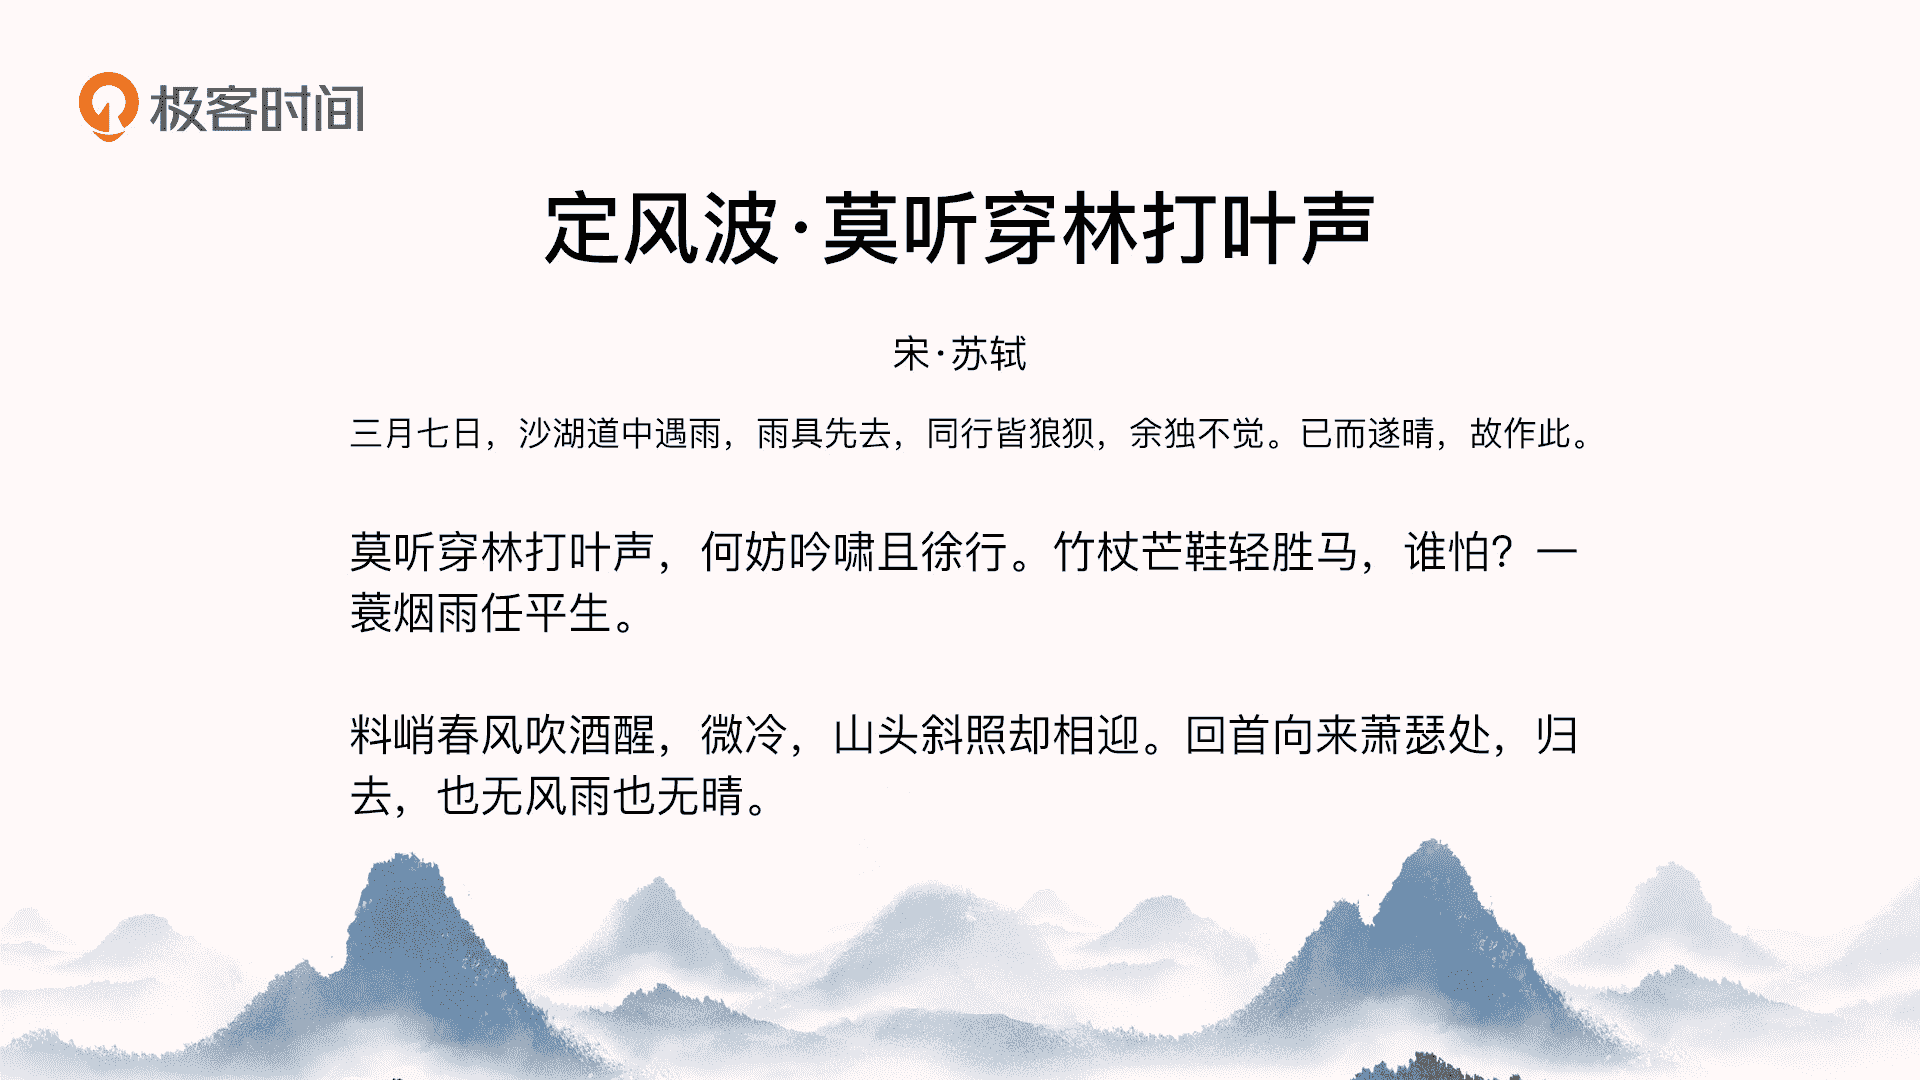 极客时间
定风波·莫听穿林打叶声
宋·苏轼
三月七日，沙湖道中遇雨，雨具先去，同行皆狼狈，余独不觉。已而遂晴，故作此。
莫听穿林打叶声，何妨吟啸且徐行。竹杖芒鞋轻胜马，谁怕？一
蓑烟雨任平生。
料峭春风吹酒醒，微冷，山头斜照却相迎。回首向来萧瑟处，归
去，也无风雨也无晴。